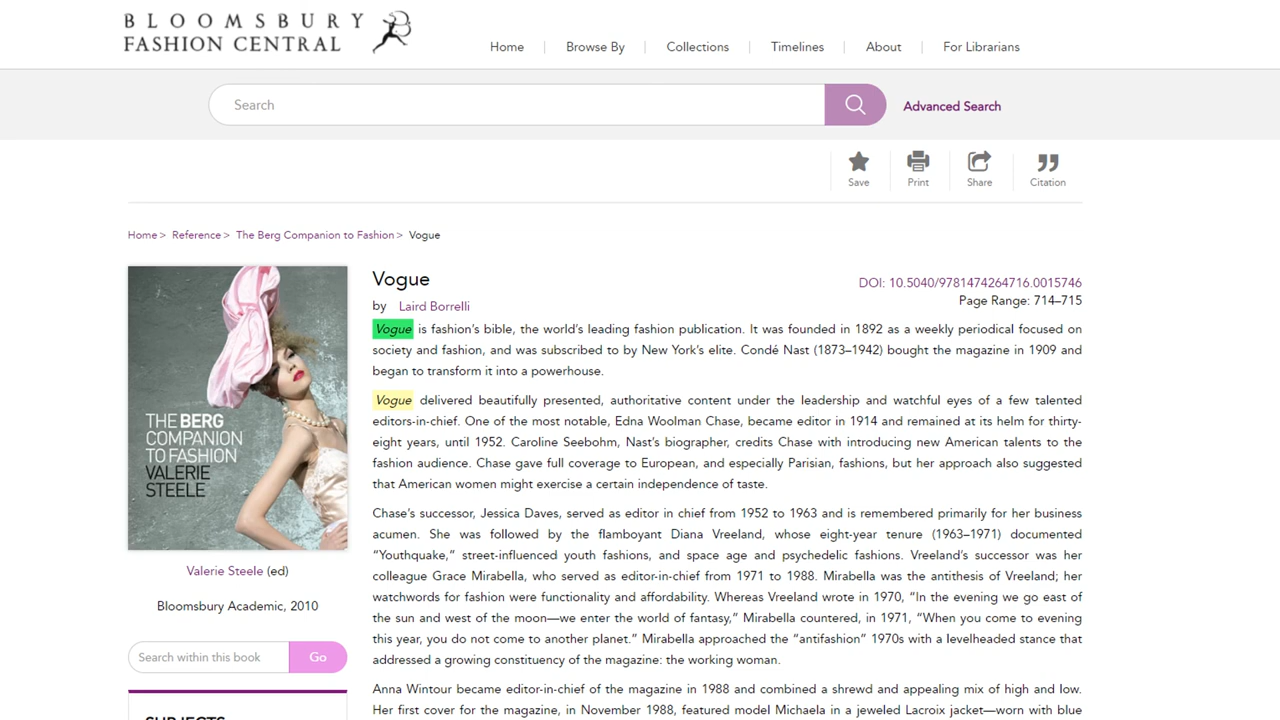 BLOOMSBURY
FASHION CENTRAL
Home
Browse By
Collections
Timelines
About
For Librarians
Search
Advanced Search
Save
Print
Share
Citation
Home > Reference > The Berg Companion to Fashion > Vogue
THE BERG
COMPANION
TO FASHION
VALERIE
STEELE
Valerie Steele (ed)
Bloomsbury Academic, 2010
Search within this book
Go
Vogue
DOI: 10.5040/9781474264716.0015746
by Laird Borrelli
Page Range: 714–715
Vogue is fashion’s bible, the world’s leading fashion publication. It was founded in 1892 as a weekly periodical focused on
society and fashion, and was subscribed to by New York’s elite. Condé Nast (1873–1942) bought the magazine in 1909 and
began to transform it into a powerhouse.
Vogue delivered beautifully presented, authoritative content under the leadership and watchful eyes of a few talented
editors-in-chief. One of the most notable, Edna Woolman Chase, became editor in 1914 and remained at its helm for thirty-
eight years, until 1952. Caroline Seebohm, Nast’s biographer, credits Chase with introducing new American talents to the
fashion audience. Chase gave full coverage to European, and especially Parisian, fashions, but her approach also suggested
that American women might exercise a certain independence of taste.
Chase’s successor, Jessica Daves, served as editor in chief from 1952 to 1963 and is remembered primarily for her business
acumen. She was followed by the flamboyant Diana Vreeland, whose eight-year tenure (1963–1971) documented
“Youthquake,” street-influenced youth fashions, and space age and psychedelic fashions. Vreeland’s successor was her
colleague Grace Mirabella, who served as editor-in-chief from 1971 to 1988. Mirabella was the antithesis of Vreeland; her
watchwords for fashion were functionality and affordability. Whereas Vreeland wrote in 1970, “In the evening we go east of
the sun and west of the moon—we enter the world of fantasy,” Mirabella countered, in 1971, “When you come to evening
this year, you do not come to another planet.” Mirabella approached the “antifashion” 1970s with a levelheaded stance that
addressed a growing constituency of the magazine: the working woman.
Anna Wintour became editor-in-chief of the magazine in 1988 and combined a shrewd and appealing mix of high and low.
Her first cover for the magazine, in November 1988, featured model Michaela in a jeweled Lacroix jacket—worn with blue
SUBJECTS